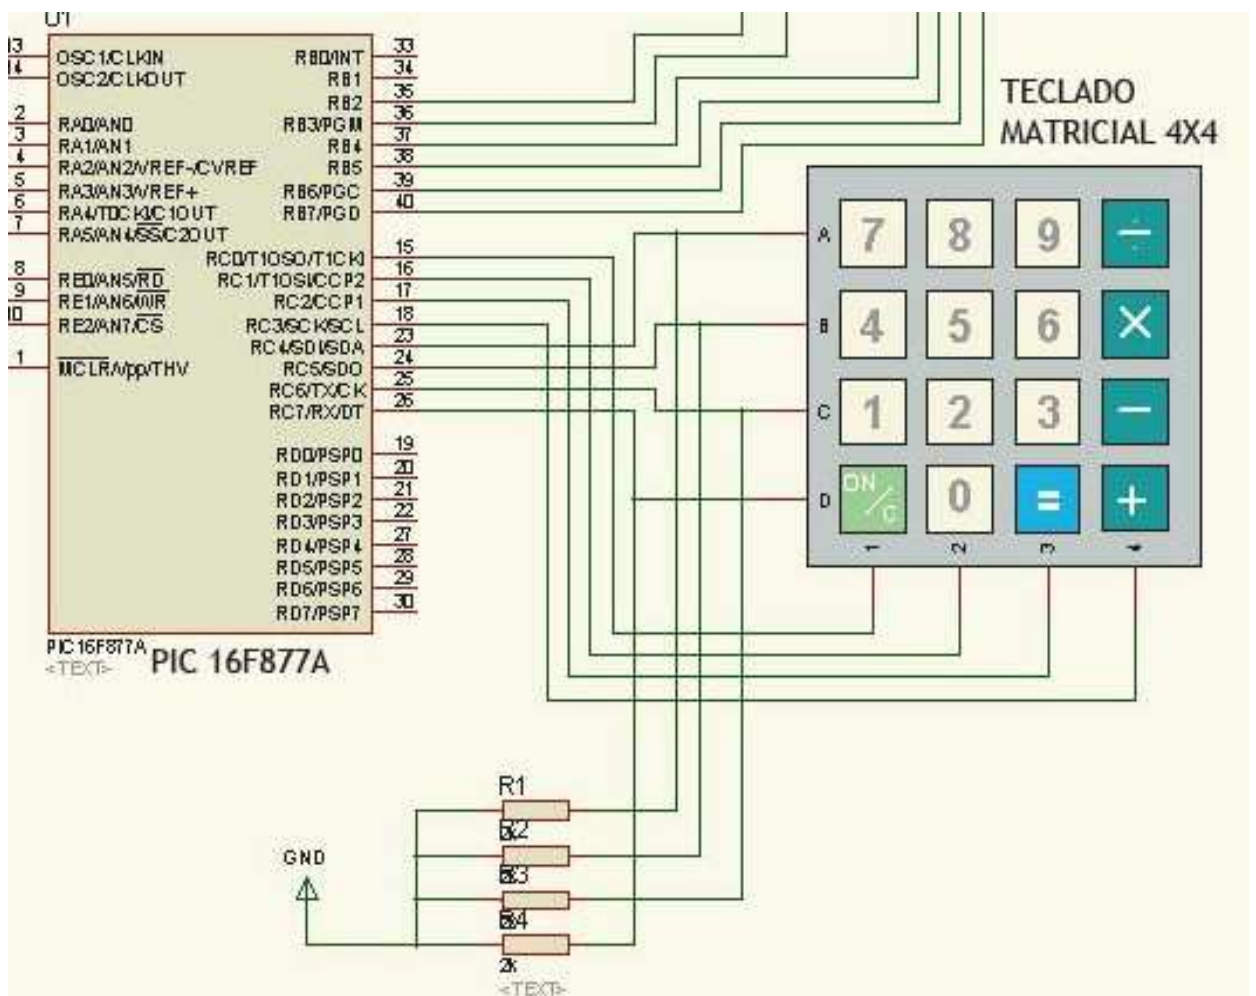 U1
13
OSC1/CLKIN
14
OSC2/CLKOUT
2
RA0/AN0
3
RA1/AN1
4
RA2/AN2/VREF-/CVREF
5
RA3/AN3/VREF+
6
RA4/T0CKI/C1OUT
7
RA5/AN4/SS/C2OUT
8
RE0/AN5/RD
9
RE1/AN6/WR
10
RE2/AN7/CS
1
MCLR/Vpp/THV
RB0/INT
33
RB1
34
RB2
35
RB3/PGM
36
RB4
37
RB5
38
RB6/PGC
39
RB7/PGD
40
RC0/T1OSO/T1CKI
15
RC1/T1OSI/CCP2
16
RC2/CCP1
17
RC3/SCK/SCL
18
RC4/SDI/SDA
23
RC5/SDO
24
RC6/TX/CK
25
RC7/RX/DT
26
RD0/PSP0
19
RD1/PSP1
20
RD2/PSP2
21
RD3/PSP3
22
RD4/PSP4
27
RD5/PSP5
28
RD6/PSP6
29
RD7/PSP7
30
PIC16F877A
<TEXT>
PIC 16F877A
TECLADO
MATRICIAL 4X4
A 7 8 9 ÷
B 4 5 6 ×
C 1 2 3 −
D ON/C 0 = +
1 2 3 4
R1
R2
R3
R4
2k
<TEXT>
GND